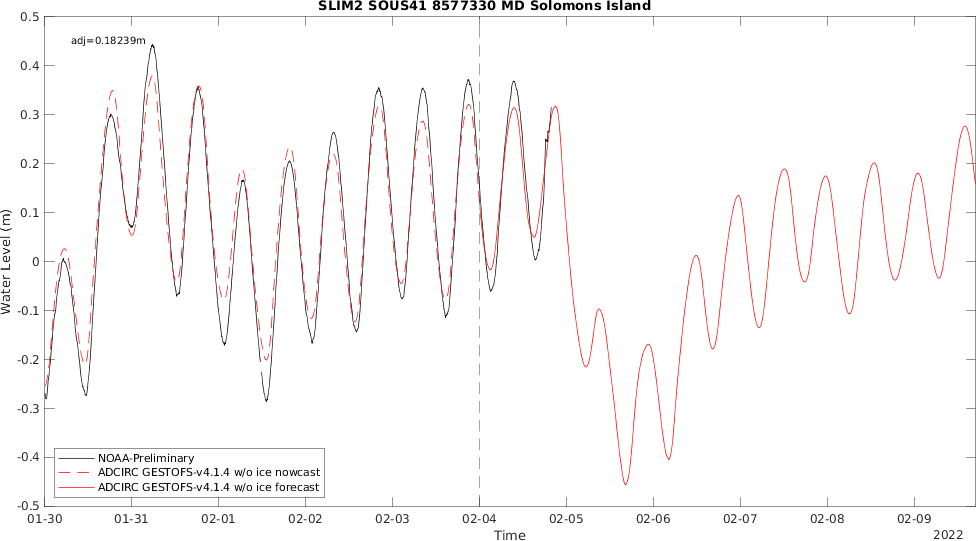 SLIM2 SOUS41 8577330 MD Solomons Island
adj=0.18239m
0.5
0.4
0.3
0.2
0.1
0
-0.1
-0.2
-0.3
-0.4
-0.5
Water Level (m)
NOAA-Preliminary
ADCIRC GESTOFS-v4.1.4 w/o ice nowcast
ADCIRC GESTOFS-v4.1.4 w/o ice forecast
01-30 01-31 02-01 02-02 02-03 02-04 02-05 02-06 02-07 02-08 02-09
Time
2022